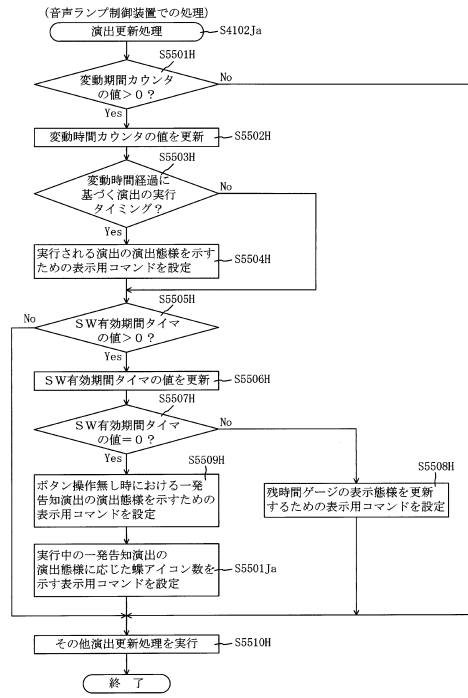 (音声ランプ制御装置での処理)
演出更新処理
S4102Ja
S5501H
変動期間カウンタ
の値＞０？
No
Yes
変動時間カウンタの値を更新
S5502H
S5503H
変動時間経過に
基づく演出の実行
タイミング？
No
Yes
実行される演出の演出態様を示す
ための表示用コマンドを設定
S5504H
S5505H
No
ＳＷ有効期間タイマ
の値＞０？
Yes
ＳＷ有効期間タイマの値を更新
S5506H
S5507H
ＳＷ有効期間タイマ
の値＝０？
No
Yes
S5509H
ボタン操作無し時における一発
告知演出の演出態様を示すための
表示用コマンドを設定
S5508H
残時間ゲージの表示態様を更新
するための表示用コマンドを設定
実行中の一発告知演出の
演出態様に応じた蝶アイコン数を
示す表示用コマンドを設定
S5501Ja
その他演出更新処理を実行
S5510H
終 了